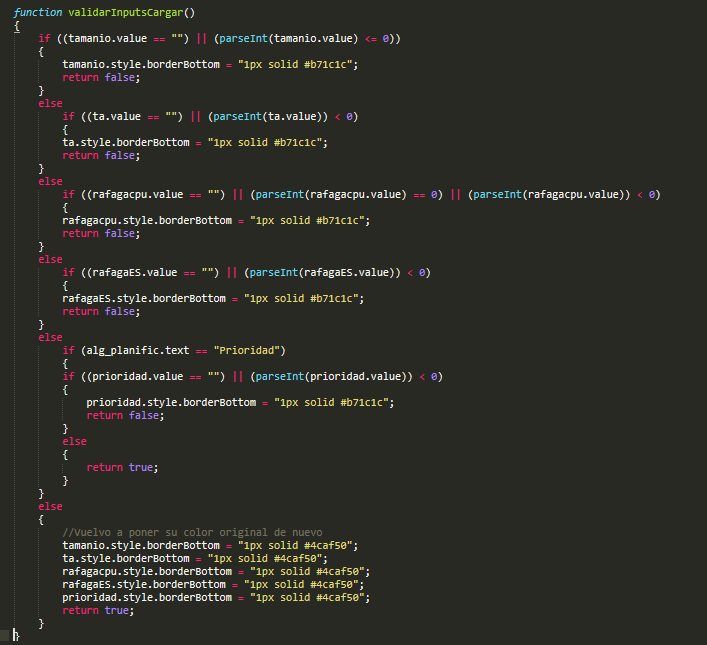 function validarInputsCargar()
{
    if ((tamanio.value == "") || (parseInt(tamanio.value) <= 0))
    {
        tamanio.style.borderBottom = "1px solid #b71c1c";
        return false;
    }
    else
        if ((ta.value == "") || (parseInt(ta.value)) < 0)
        {
        ta.style.borderBottom = "1px solid #b71c1c";
        return false;
    }
    else
        if ((rafagacpu.value == "") || (parseInt(rafagacpu.value) == 0) || (parseInt(rafagacpu.value)) < 0)
        {
        rafagacpu.style.borderBottom = "1px solid #b71c1c";
        return false;
    }
    else
        if ((rafagaES.value == "") || (parseInt(rafagaES.value)) < 0)
        {
        rafagaES.style.borderBottom = "1px solid #b71c1c";
        return false;
    }
    else
        if (alg_planific.text == "Prioridad")
        {
        if ((prioridad.value == "") || (parseInt(prioridad.value)) < 0)
        {
            prioridad.style.borderBottom = "1px solid #b71c1c";
            return false;
        }
        else
        {
            return true;
        }
    }
    else
    {
        //Vuelvo a poner su color original de nuevo
        tamanio.style.borderBottom = "1px solid #4caf50";
        ta.style.borderBottom = "1px solid #4caf50";
        rafagacpu.style.borderBottom = "1px solid #4caf50";
        rafagaES.style.borderBottom = "1px solid #4caf50";
        prioridad.style.borderBottom = "1px solid #4caf50";
        return true;
    }
}